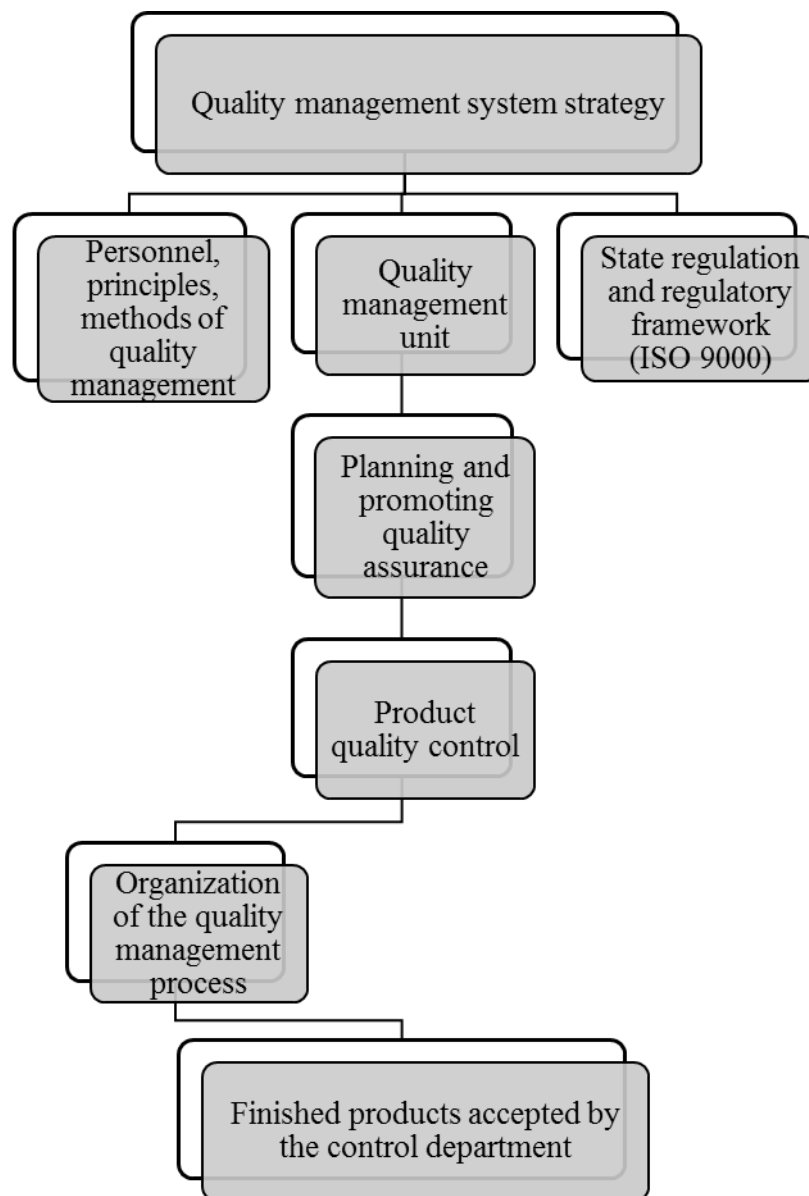 Quality management system strategy
Personnel,
principles,
methods of
quality
management
Quality
management
unit
State regulation
and regulatory
framework
(ISO 9000)
Planning and
promoting
quality
assurance
Product
quality control
Organization
of the quality
management
process
Finished products accepted by
the control department